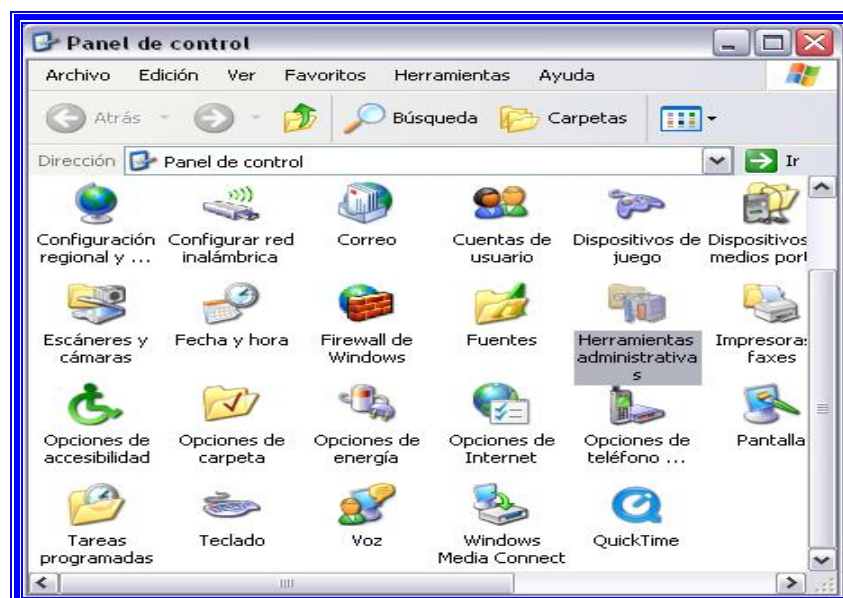 Panel de control
Archivo Edición Ver Favoritos Herramientas Ayuda
Atrás Búsqueda Carpetas
Dirección Panel de control Ir
Configuración regional y ...
Configurar red inalámbrica
Correo
Cuentas de usuario
Dispositivos de juego
Dispositivos medios port
Escáneres y cámaras
Fecha y hora
Firewall de Windows
Fuentes
Herramientas administrativa s
Impresoras faxes
Opciones de accesibilidad
Opciones de carpeta
Opciones de energía
Opciones de Internet
Opciones de teléfono ...
Pantalla
Tareas programadas
Teclado
Voz
Windows Media Connect
QuickTime